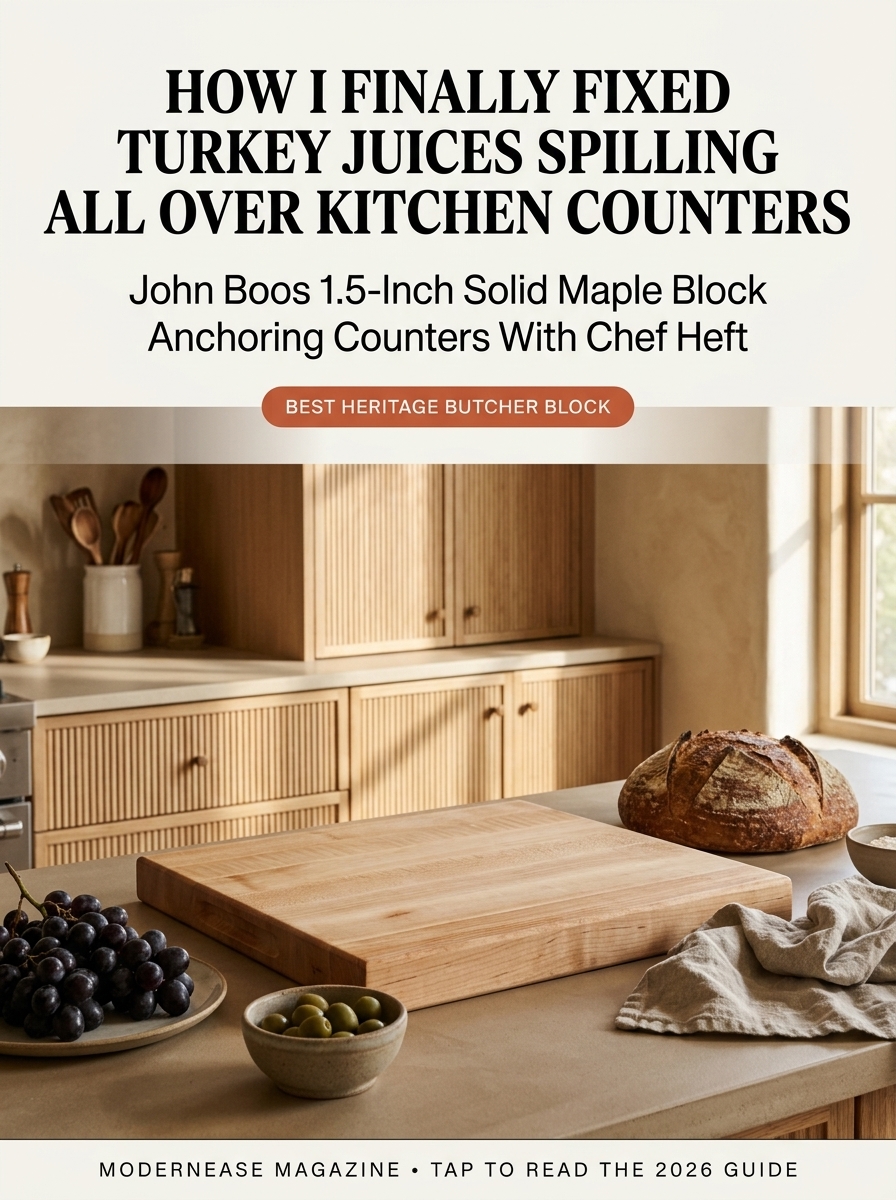 HOW I FINALLY FIXED
TURKEY JUICES SPILLING
ALL OVER KITCHEN COUNTERS
John Boos 1.5-Inch Solid Maple Block
Anchoring Counters With Chef Heft
BEST HERITAGE BUTCHER BLOCK
MODERNEASE MAGAZINE • TAP TO READ THE 2026 GUIDE